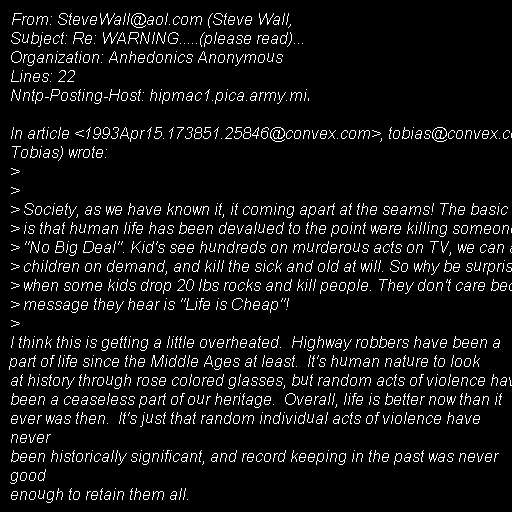 From: SteveWall@aol.com (Steve Wall,
Subject: Re: WARNING.....(please read)...
Organization: Anhedonics Anonymous
Lines: 22
Nntp-Posting-Host: hipmac1.pica.army.mi
In article <1993Apr15.173851.25846@convex.com>, tobias@convex.co
Tobias) wrote:
>
>
> Society, as we have known it, it coming apart at the seams! The basic
> is that human life has been devalued to the point were killing someone
> "No Big Deal". Kid's see hundreds on murderous acts on TV, we can a
> children on demand, and kill the sick and old at will. So why be surpris
> when some kids drop 20 lbs rocks and kill people. They don't care bec
> message they hear is "Life is Cheap"!
>
I think this is getting a little overheated.  Highway robbers have been a
part of life since the Middle Ages at least.  It's human nature to look
at history through rose colored glasses, but random acts of violence hav
been a ceaseless part of our heritage.  Overall, life is better now than it
ever was then.  It's just that random individual acts of violence have
never
been historically significant, and record keeping in the past was never
good
enough to retain them all.